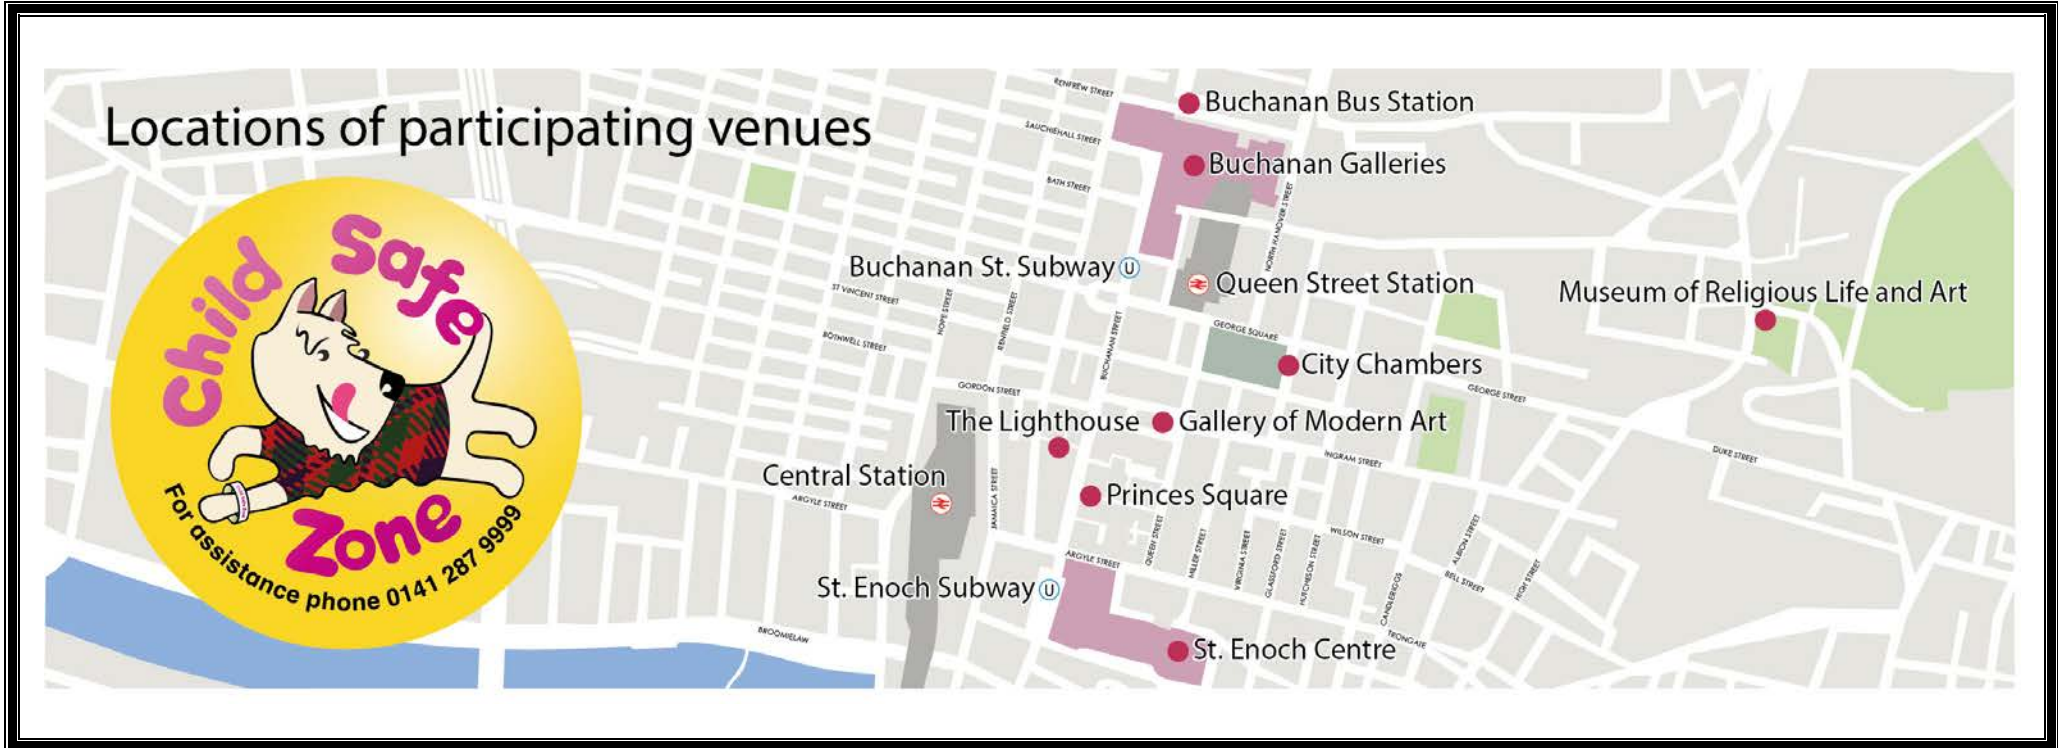 Locations of participating venues
Child
Safe
Zone
For assistance phone 0141 287 9999
RENFREW STREET
Buchanan Bus Station
SAUCHIEHALL STREET
Buchanan Galleries
BATH STREET
NORTH HANOVER STREET
Buchanan St. Subway U
Queen Street Station
Museum of Religious Life and Art
ST VINCENT STREET
HOPE STREET
RENFIELD STREET
BUCHANAN STREET
GEORGE SQUARE
BOTHWELL STREET
City Chambers
GORDON STREET
GEORGE STREET
The Lighthouse
Gallery of Modern Art
INGRAM STREET
DUKE STREET
Central Station
ARGYLE STREET
JAMAICA STREET
Princes Square
QUEEN STREET
MILLER STREET
VIRGINIA STREET
GLASSFORD STREET
HUTCHESON STREET
WILSON STREET
ALBION STREET
ARGYLE STREET
St. Enoch Subway U
CANDLERIGGS
BELL STREET
HIGH STREET
BROOMIELAW
TRONGATE
St. Enoch Centre